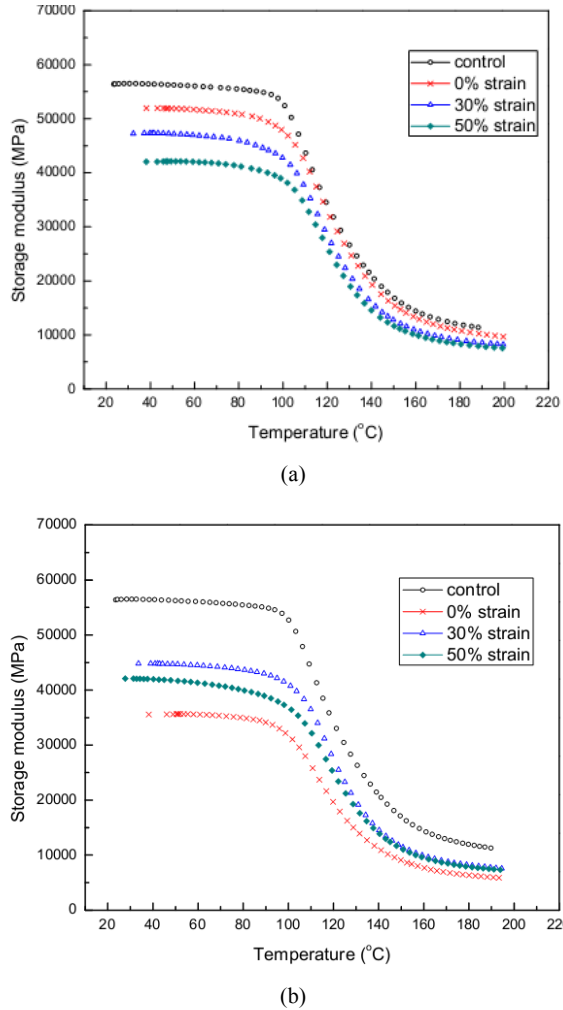 70000
60000
50000
40000
30000
20000
10000
0
Storage modulus (MPa)
control
0% strain
30% strain
50% strain
20 40 60 80 100 120 140 160 180 200 220
Temperature (°C)
(a)
70000
60000
50000
40000
30000
20000
10000
0
Storage modulus (MPa)
control
0% strain
30% strain
50% strain
20 40 60 80 100 120 140 160 180 200 220
Temperature (°C)
(b)